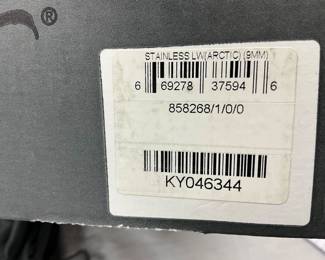 ®
STAINLESS LW(ARCTIC) (9MM)
6 69278 37594 6
858268/1/0/0
KY046344